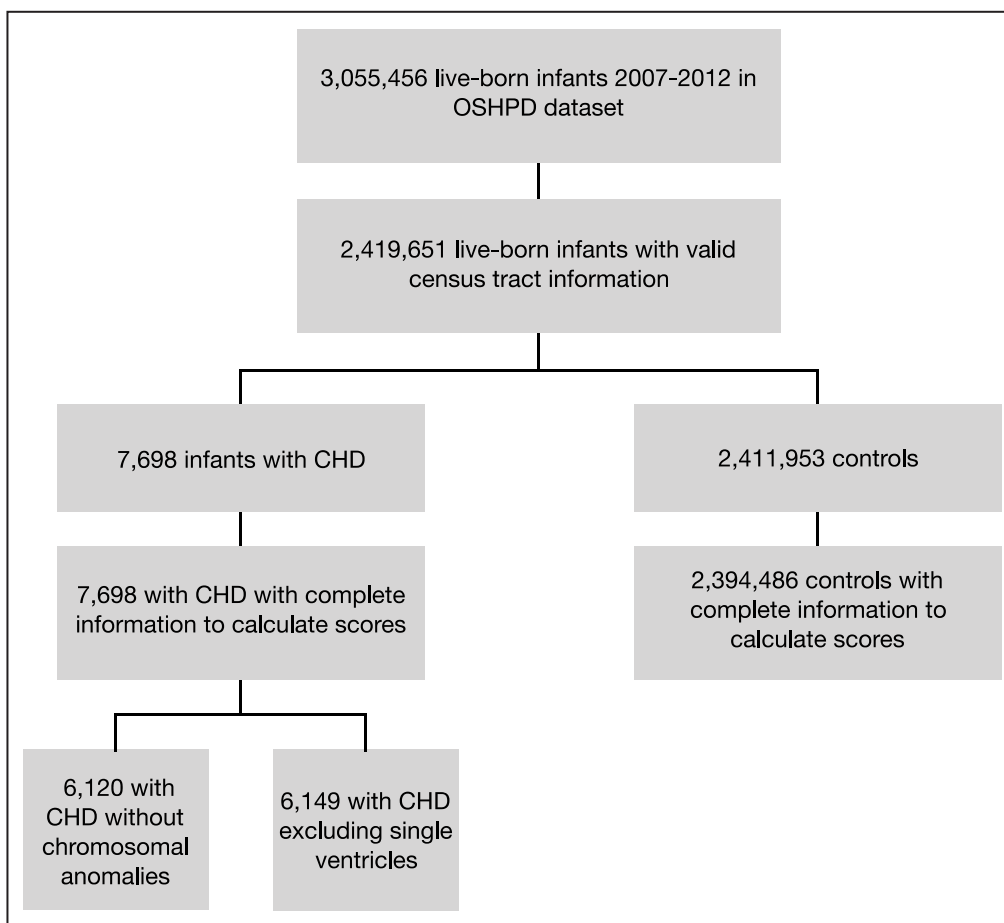 3,055,456 live-born infants 2007-2012 in
OSHPD dataset
2,419,651 live-born infants with valid
census tract information
7,698 infants with CHD
2,411,953 controls
7,698 with CHD with complete
information to calculate scores
2,394,486 controls with
complete information to
calculate scores
6,120 with
CHD without
chromosomal
anomalies
6,149 with CHD
excluding single
ventricles